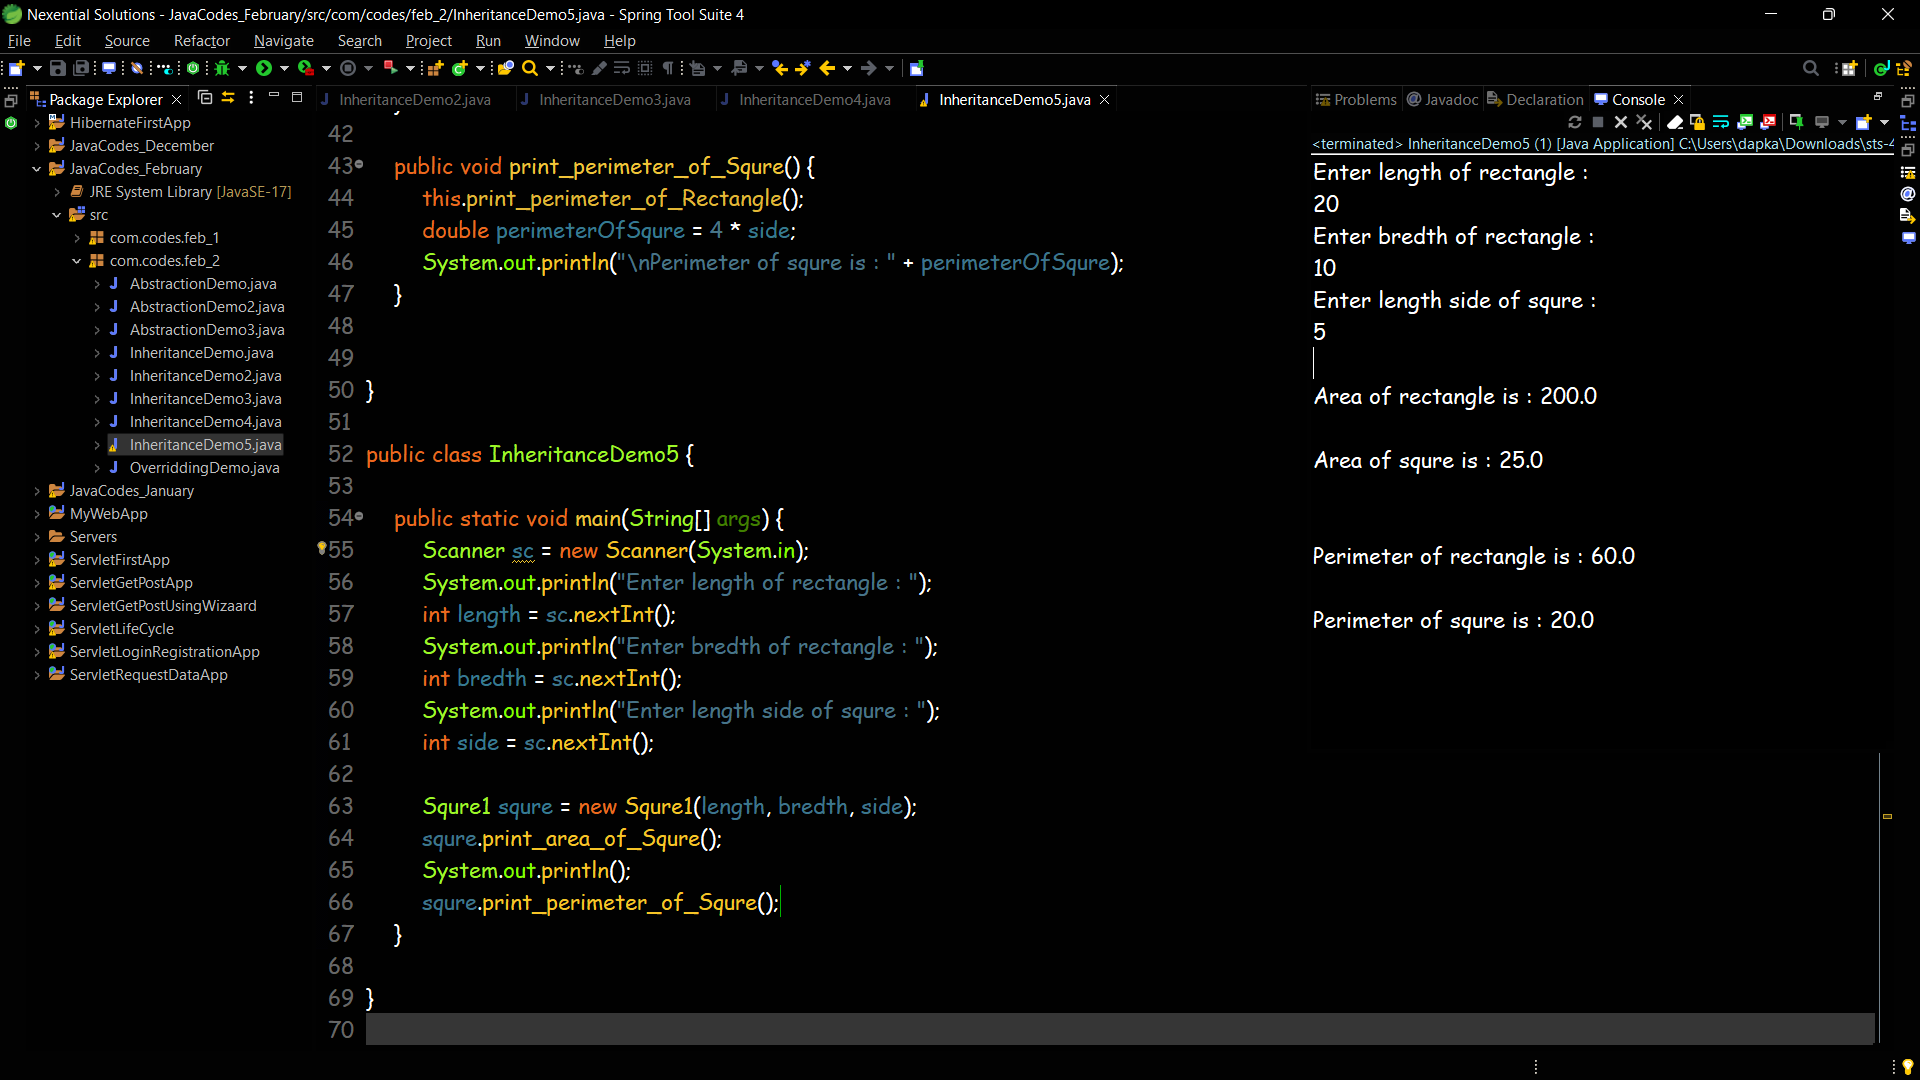 Nexential Solutions - JavaCodes_February/src/com/codes/feb_2/InheritanceDemo5.java - Spring Tool Suite 4
File Edit Source Refactor Navigate Search Project Run Window Help
Package Explorer
HibernateFirstApp
JavaCodes_December
JavaCodes_February
JRE System Library [JavaSE-17]
src
com.codes.feb_1
com.codes.feb_2
AbstractionDemo.java
AbstractionDemo2.java
AbstractionDemo3.java
InheritanceDemo.java
InheritanceDemo2.java
InheritanceDemo3.java
InheritanceDemo4.java
InheritanceDemo5.java
OverriddingDemo.java
JavaCodes_January
MyWebApp
Servers
ServletFirstApp
ServletGetPostApp
ServletGetPostUsingWizaard
ServletLifeCycle
ServletLoginRegistrationApp
ServletRequestDataApp
InheritanceDemo2.java InheritanceDemo3.java InheritanceDemo4.java InheritanceDemo5.java
42
43 public void print_perimeter_of_Squre() {
44 this.print_perimeter_of_Rectangle();
45 double perimeterOfSqure = 4 * side;
46 System.out.println("\nPerimeter of squre is : " + perimeterOfSqure);
47 }
48
49
50 }
51
52 public class InheritanceDemo5 {
53
54 public static void main(String[] args) {
55 Scanner sc = new Scanner(System.in);
56 System.out.println("Enter length of rectangle : ");
57 int length = sc.nextInt();
58 System.out.println("Enter bredth of rectangle : ");
59 int bredth = sc.nextInt();
60 System.out.println("Enter length side of squre : ");
61 int side = sc.nextInt();
62
63 Squre1 squre = new Squre1(length, bredth, side);
64 squre.print_area_of_Squre();
65 System.out.println();
66 squre.print_perimeter_of_Squre();
67 }
68
69 }
70
Problems @ Javadoc Declaration Console
<terminated> InheritanceDemo5 (1) [Java Application] C:\Users\dapka\Downloads\sts-4
Enter length of rectangle :
20
Enter bredth of rectangle :
10
Enter length side of squre :
5
Area of rectangle is : 200.0
Area of squre is : 25.0
Perimeter of rectangle is : 60.0
Perimeter of squre is : 20.0